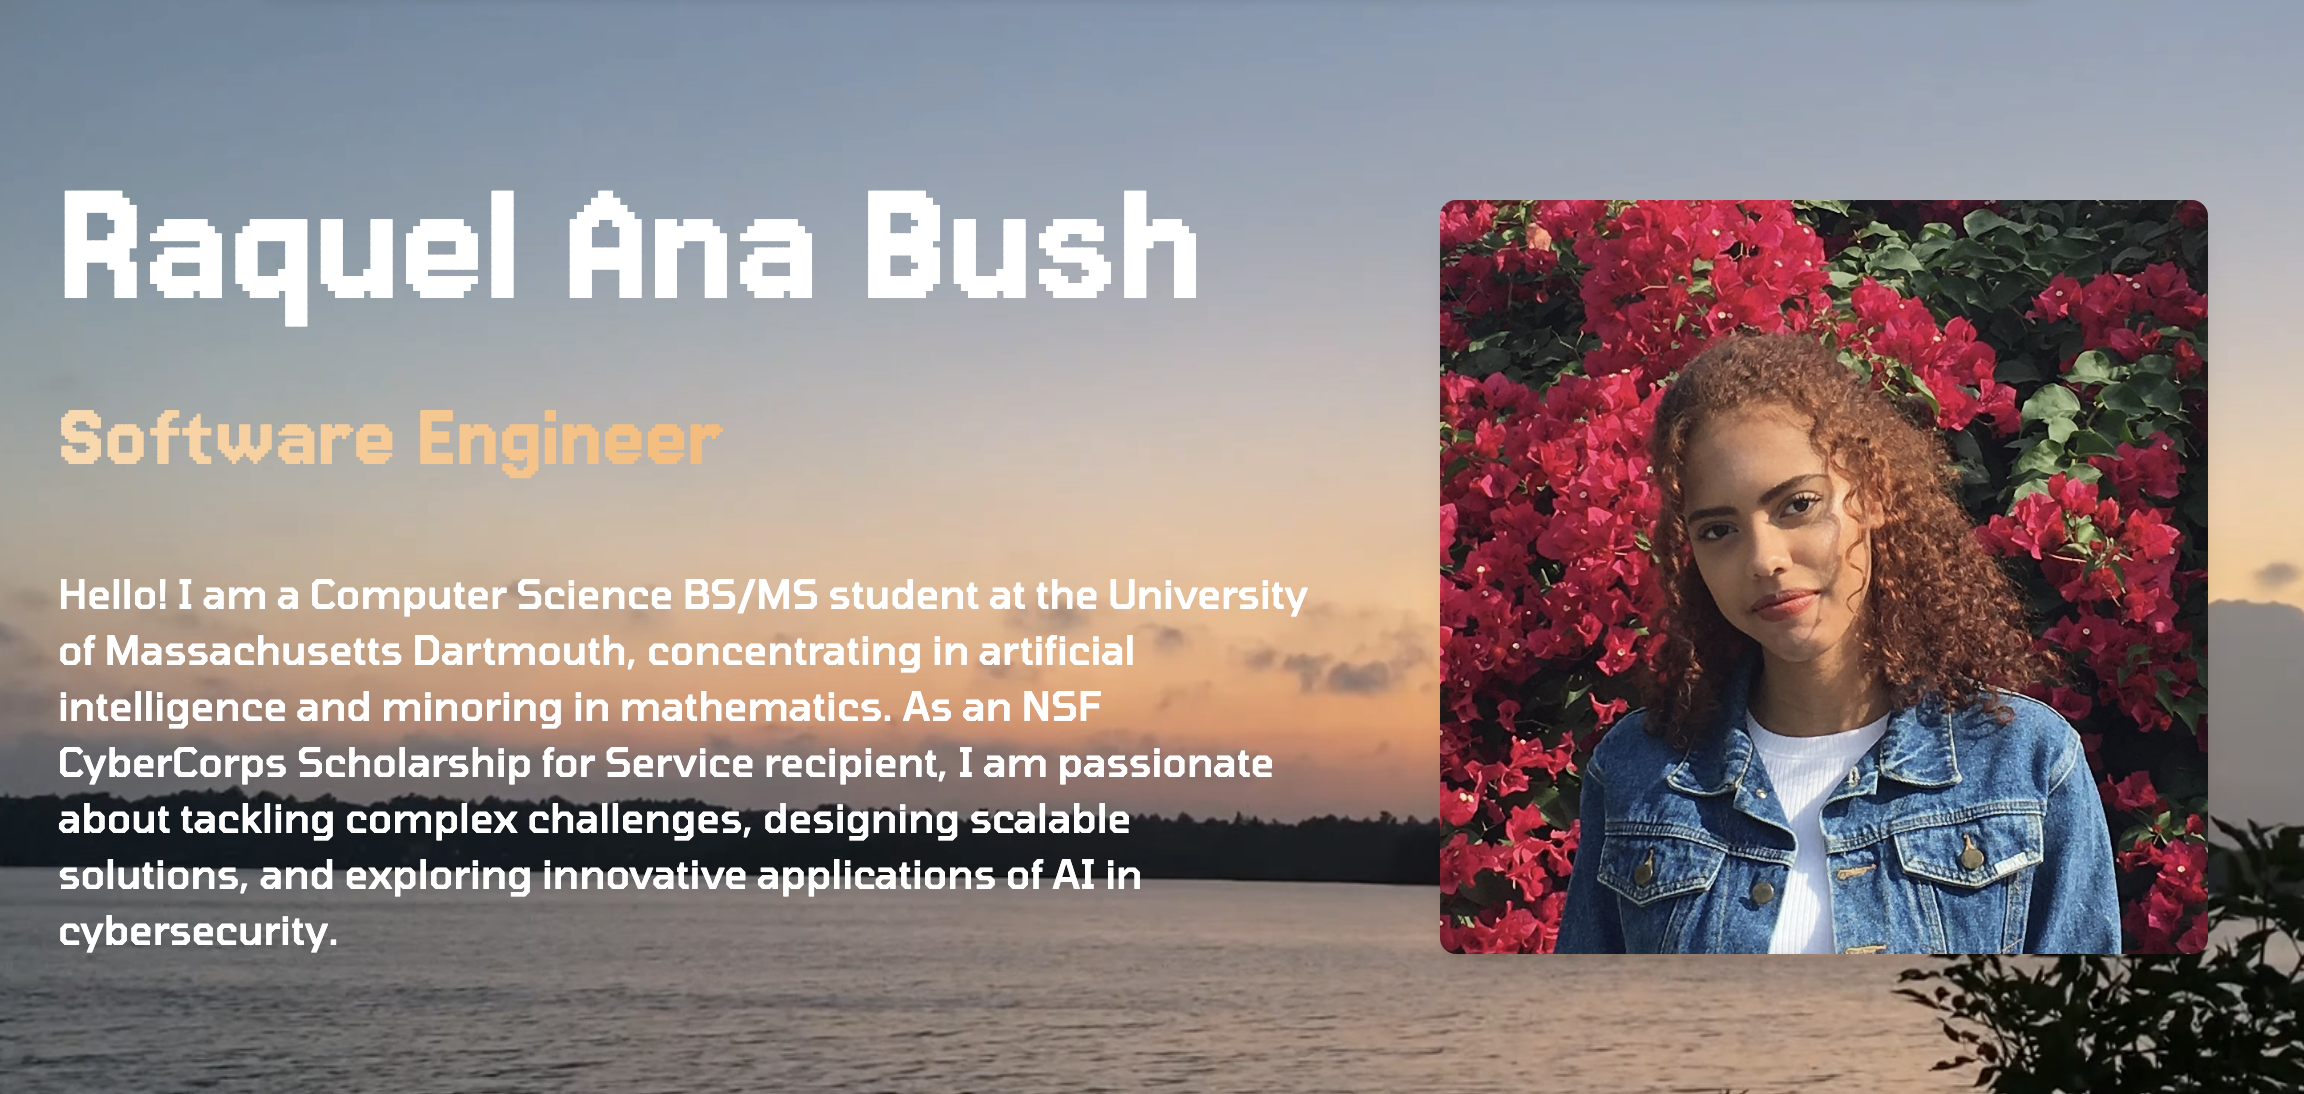 Raquel Ana Bush
Software Engineer
Hello! I am a Computer Science BS/MS student at the University
of Massachusetts Dartmouth, concentrating in artificial
intelligence and minoring in mathematics. As an NSF
CyberCorps Scholarship for Service recipient, I am passionate
about tackling complex challenges, designing scalable
solutions, and exploring innovative applications of AI in
cybersecurity.